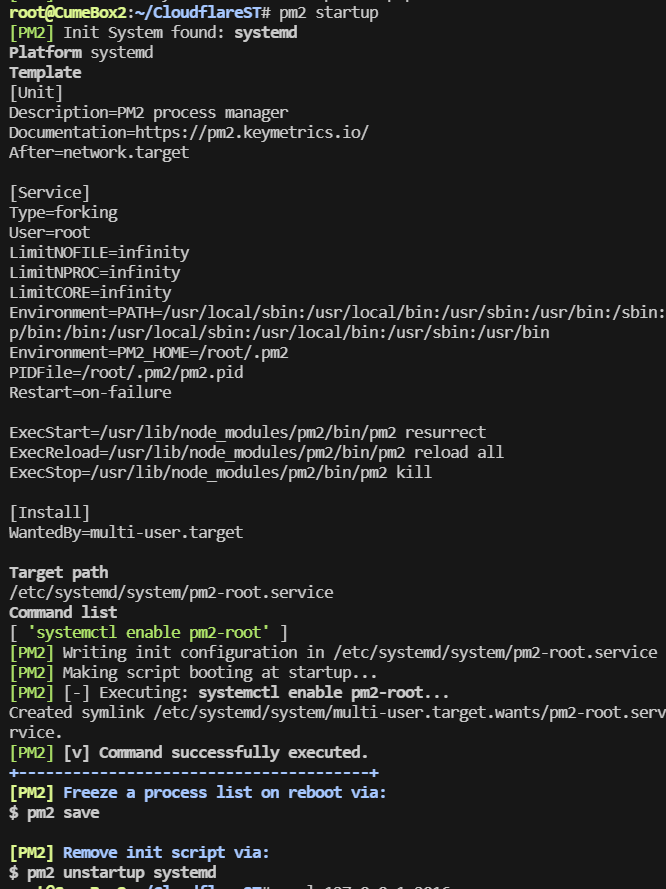 root@CumeBox2:~/CloudflareST# pm2 startup
[PM2] Init System found: systemd
Platform systemd
Template
[Unit]
Description=PM2 process manager
Documentation=https://pm2.keymetrics.io/
After=network.target
[Service]
Type=forking
User=root
LimitNOFILE=infinity
LimitNPROC=infinity
LimitCORE=infinity
Environment=PATH=/usr/local/sbin:/usr/local/bin:/usr/sbin:/usr/bin:/sbin:
p/bin:/bin:/usr/local/sbin:/usr/local/bin:/usr/sbin:/usr/bin
Environment=PM2_HOME=/root/.pm2
PIDFile=/root/.pm2/pm2.pid
Restart=on-failure
ExecStart=/usr/lib/node_modules/pm2/bin/pm2 resurrect
ExecReload=/usr/lib/node_modules/pm2/bin/pm2 reload all
ExecStop=/usr/lib/node_modules/pm2/bin/pm2 kill
[Install]
WantedBy=multi-user.target
Target path
/etc/systemd/system/pm2-root.service
Command list
[ 'systemctl enable pm2-root' ]
[PM2] Writing init configuration in /etc/systemd/system/pm2-root.service
[PM2] Making script booting at startup...
[PM2] [-] Executing: systemctl enable pm2-root...
Created symlink /etc/systemd/system/multi-user.target.wants/pm2-root.serv
rvice.
[PM2] [v] Command successfully executed.
+---------------------------------------+
[PM2] Freeze a process list on reboot via:
$ pm2 save
[PM2] Remove init script via:
$ pm2 unstartup systemd